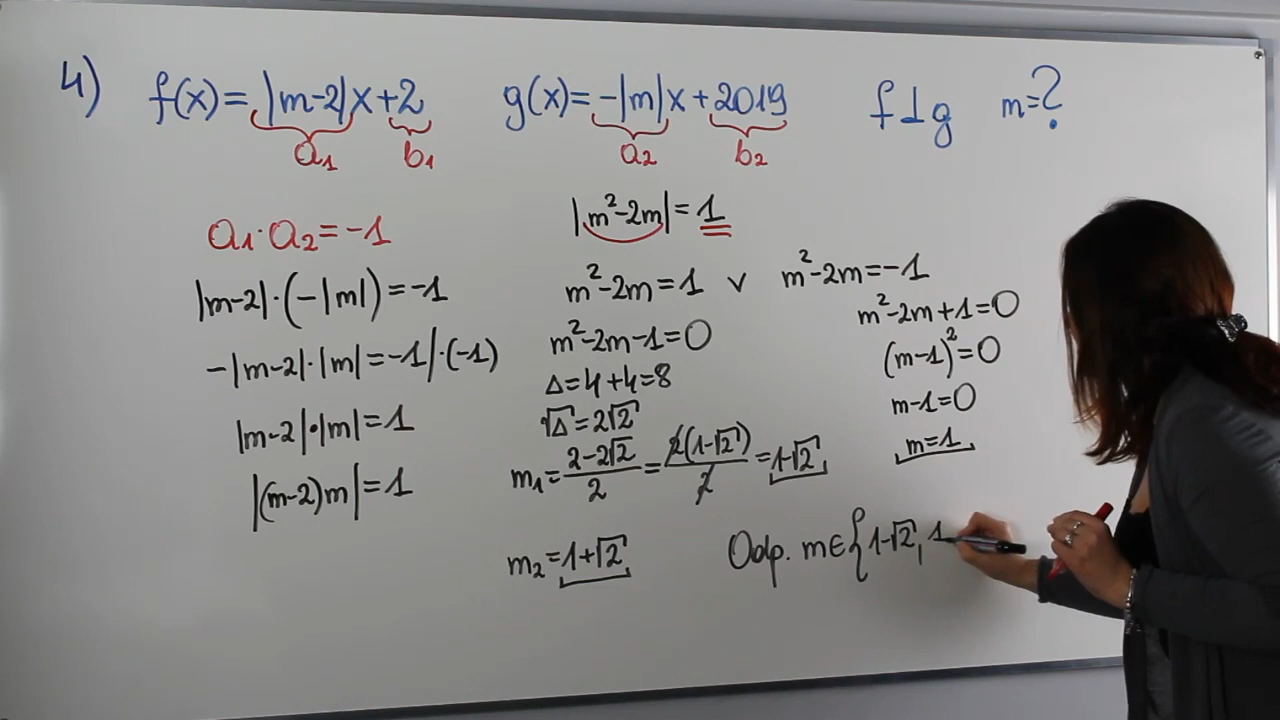 4) f(x)= |m-2|x+2 g(x)= -|m|x+2019 f⊥g m=?
a₁ b₁ a₂ b₂
a₁·a₂=-1
|m-2|·(-|m|)=-1
-|m-2|·|m|=-1/·(-1)
|m-2|·|m|=1
|(m-2)m|=1
|m²-2m|=1
m²-2m=1 v m²-2m=-1
m²-2m-1=0
Δ=4+4=8
√Δ=2√2
m₁=(2-2√2)/2=2(1-√2)/2=1-√2
m₂=1+√2
m²-2m+1=0
(m-1)²=0
m-1=0
m=1
Odp. m∈{1-√2, 1